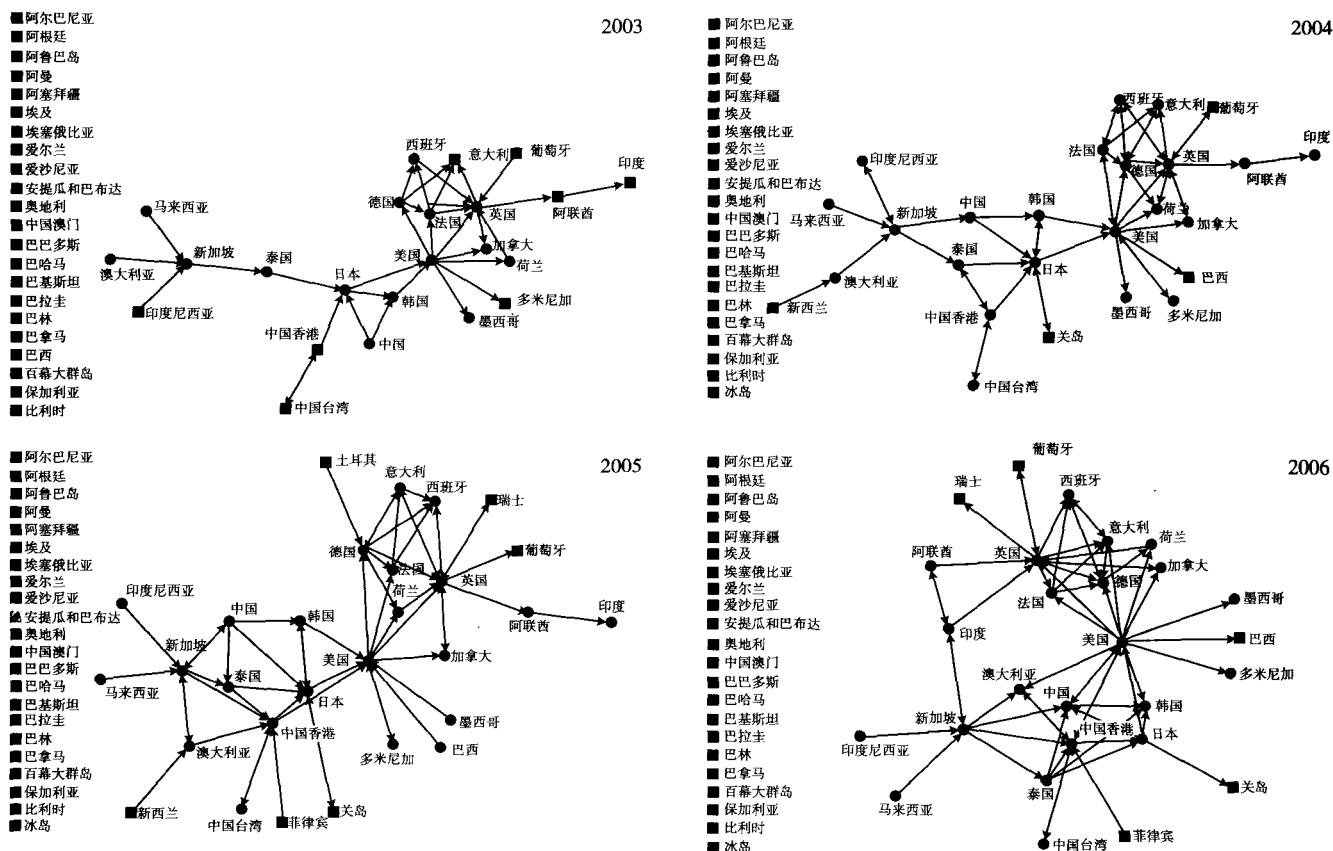 2003
阿尔巴尼亚
阿根廷
阿鲁巴岛
阿曼
阿塞拜疆
埃及
埃塞俄比亚
爱尔兰
爱沙尼亚
安提瓜和巴布达
奥地利
中国澳门
巴巴多斯
巴哈马
巴基斯坦
巴拉圭
巴林
巴拿马
巴西
百幕大群岛
保加利亚
比利时
西班牙
意大利
葡萄牙
印度
德国
法国
英国
阿联酋
马来西亚
新加坡
泰国
日本
美国
加拿大
荷兰
澳大利亚
印度尼西亚
韩国
多米尼加
墨西哥
中国香港
中国
中国台湾
2004
阿尔巴尼亚
阿根廷
阿鲁巴岛
阿曼
阿塞拜疆
埃及
埃塞俄比亚
爱尔兰
爱沙尼亚
安提瓜和巴布达
奥地利
中国澳门
巴巴多斯
巴哈马
巴基斯坦
巴拉圭
巴林
巴拿马
百幕大群岛
保加利亚
比利时
冰岛
西班牙
意大利
葡萄牙
印度
法国
德国
英国
阿联酋
印度尼西亚
马来西亚
新加坡
中国
韩国
荷兰
加拿大
美国
泰国
日本
澳大利亚
巴西
新西兰
中国香港
墨西哥
多米尼加
关岛
中国台湾
2005
阿尔巴尼亚
阿根廷
阿鲁巴岛
阿曼
阿塞拜疆
埃及
埃塞俄比亚
爱尔兰
爱沙尼亚
安提瓜和巴布达
奥地利
中国澳门
巴巴多斯
巴哈马
巴基斯坦
巴拉圭
巴林
巴拿马
百幕大群岛
保加利亚
比利时
冰岛
土耳其
意大利
西班牙
瑞士
德国
法国
葡萄牙
英国
荷兰
阿联酋
印度
印度尼西亚
中国
韩国
新加坡
美国
加拿大
马来西亚
泰国
日本
中国香港
墨西哥
澳大利亚
多米尼加
巴西
新西兰
中国台湾
菲律宾
关岛
2006
阿尔巴尼亚
阿根廷
阿鲁巴岛
阿曼
阿塞拜疆
埃及
埃塞俄比亚
爱尔兰
爱沙尼亚
安提瓜和巴布达
奥地利
中国澳门
巴巴多斯
巴哈马
巴基斯坦
巴拉圭
巴林
巴拿马
百幕大群岛
保加利亚
比利时
冰岛
葡萄牙
瑞士
西班牙
意大利
荷兰
阿联酋
英国
加拿大
德国
法国
墨西哥
印度
美国
巴西
澳大利亚
多米尼加
中国
韩国
新加坡
中国香港
日本
印度尼西亚
泰国
关岛
马来西亚
中国台湾
菲律宾